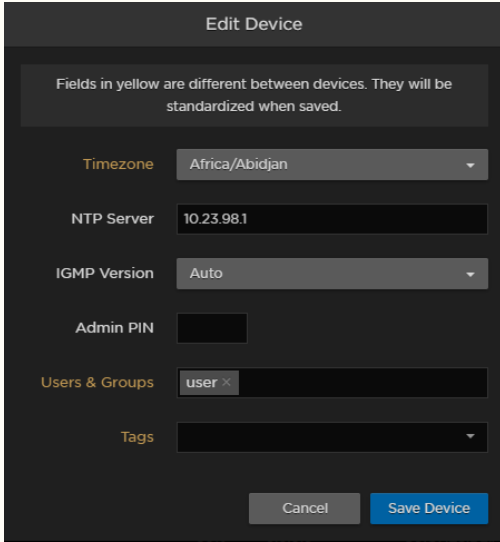 Edit Device
Fields in yellow are different between devices. They will be
standardized when saved.
Timezone Africa/Abidjan
NTP Server 10.23.98.1
IGMP Version Auto
Admin PIN
Users & Groups user ×
Tags
Cancel Save Device